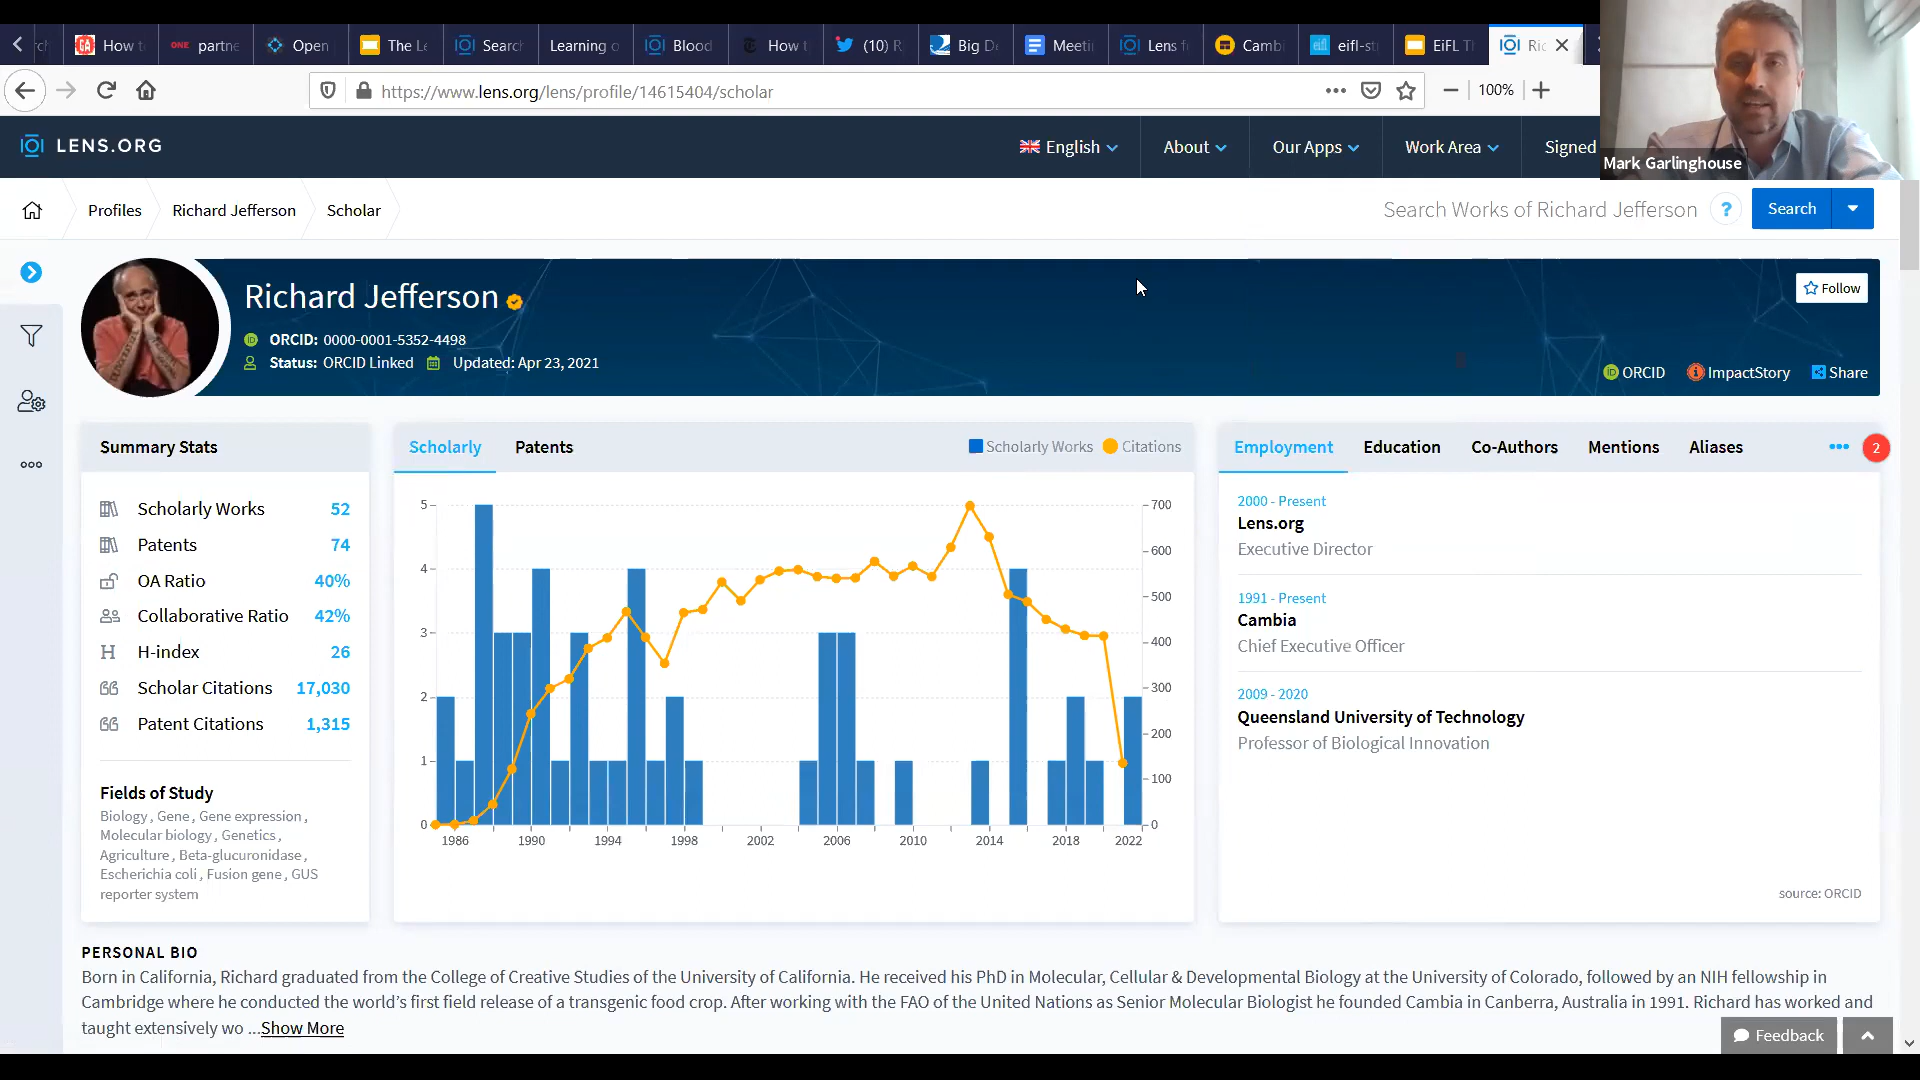 How t
partne
Open
The Le
Search
Learning o
Blood
How t
(10) R
Big D
Meeti
Lens f
Cambi
eifl-st
EiFL T
Ric
https://www.lens.org/lens/profile/14615404/scholar
100%
LENS.ORG
English
About
Our Apps
Work Area
Signed
Mark Garlinghouse
Profiles
Richard Jefferson
Scholar
Search Works of Richard Jefferson
?
Search
Richard Jefferson
ORCID: 0000-0001-5352-4498
Status: ORCID Linked Updated: Apr 23, 2021
Follow
ORCID ImpactStory Share
Summary Stats
Scholarly Works 52
Patents 74
OA Ratio 40%
Collaborative Ratio 42%
H-index 26
Scholar Citations 17,030
Patent Citations 1,315
Fields of Study
Biology, Gene, Gene expression,
Molecular biology, Genetics,
Agriculture, Beta-glucuronidase,
Escherichia coli, Fusion gene, GUS
reporter system
Scholarly Patents
Scholarly Works Citations
5 700
600
4
500
3 400
2 300
200
1
100
0 0
1986 1990 1994 1998 2002 2006 2010 2014 2018 2022
Employment Education Co-Authors Mentions Aliases 2
2000 - Present
Lens.org
Executive Director
1991 - Present
Cambia
Chief Executive Officer
2009 - 2020
Queensland University of Technology
Professor of Biological Innovation
source: ORCID
PERSONAL BIO
Born in California, Richard graduated from the College of Creative Studies of the University of California. He received his PhD in Molecular, Cellular & Developmental Biology at the University of Colorado, followed by an NIH fellowship in
Cambridge where he conducted the world's first field release of a transgenic food crop. After working with the FAO of the United Nations as Senior Molecular Biologist he founded Cambia in Canberra, Australia in 1991. Richard has worked and
taught extensively wo ...Show More
Feedback